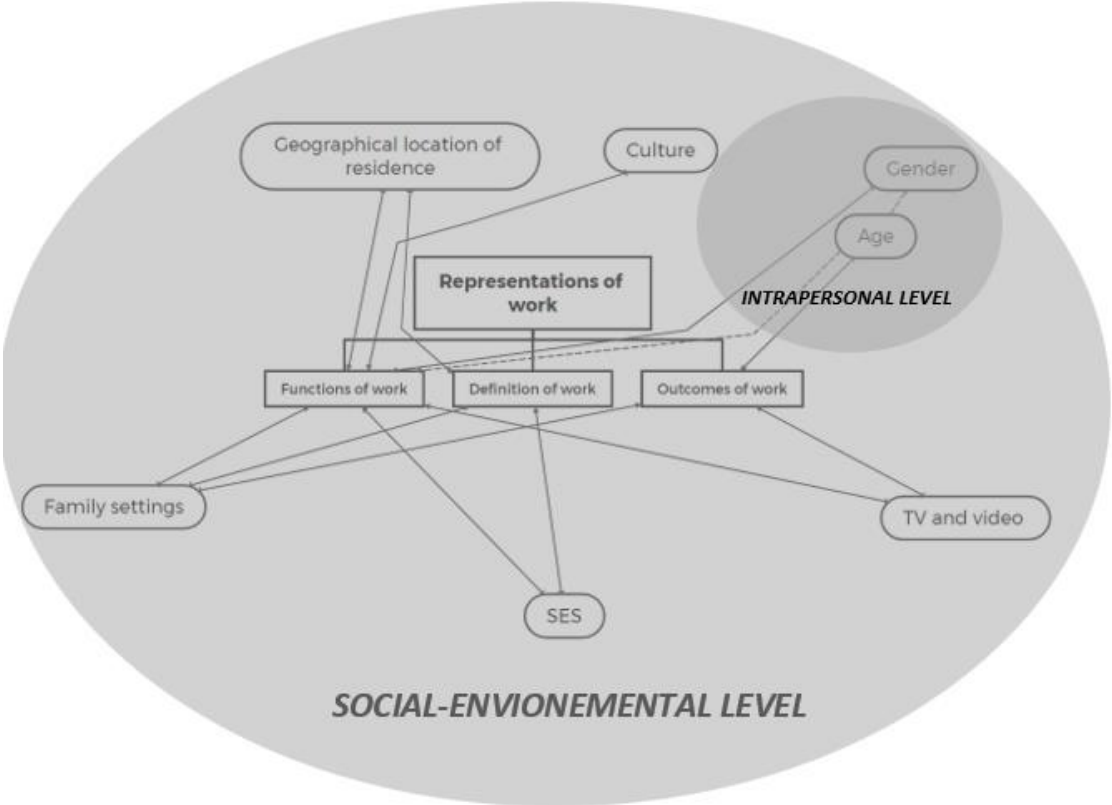 Geographical location of
residence
Culture
Gender
Age
Representations of
work
INTRAPERSONAL LEVEL
Functions of work
Definition of work
Outcomes of work
Family settings
TV and video
SES
SOCIAL-ENVIONEMENTAL LEVEL